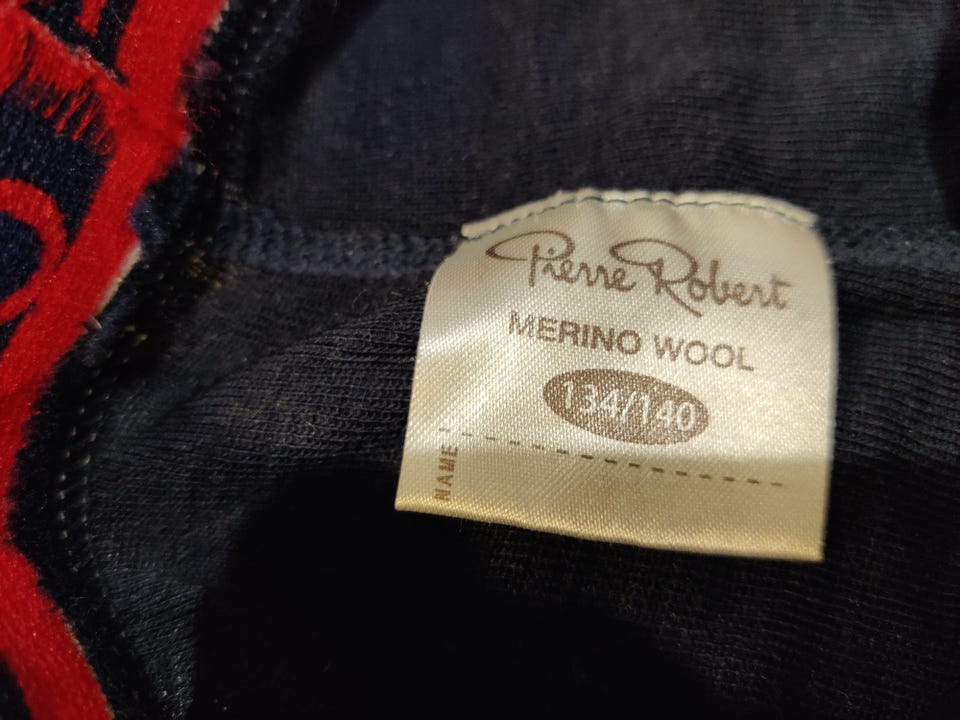 Pierre Robert
MERINO WOOL
134/140
NAME